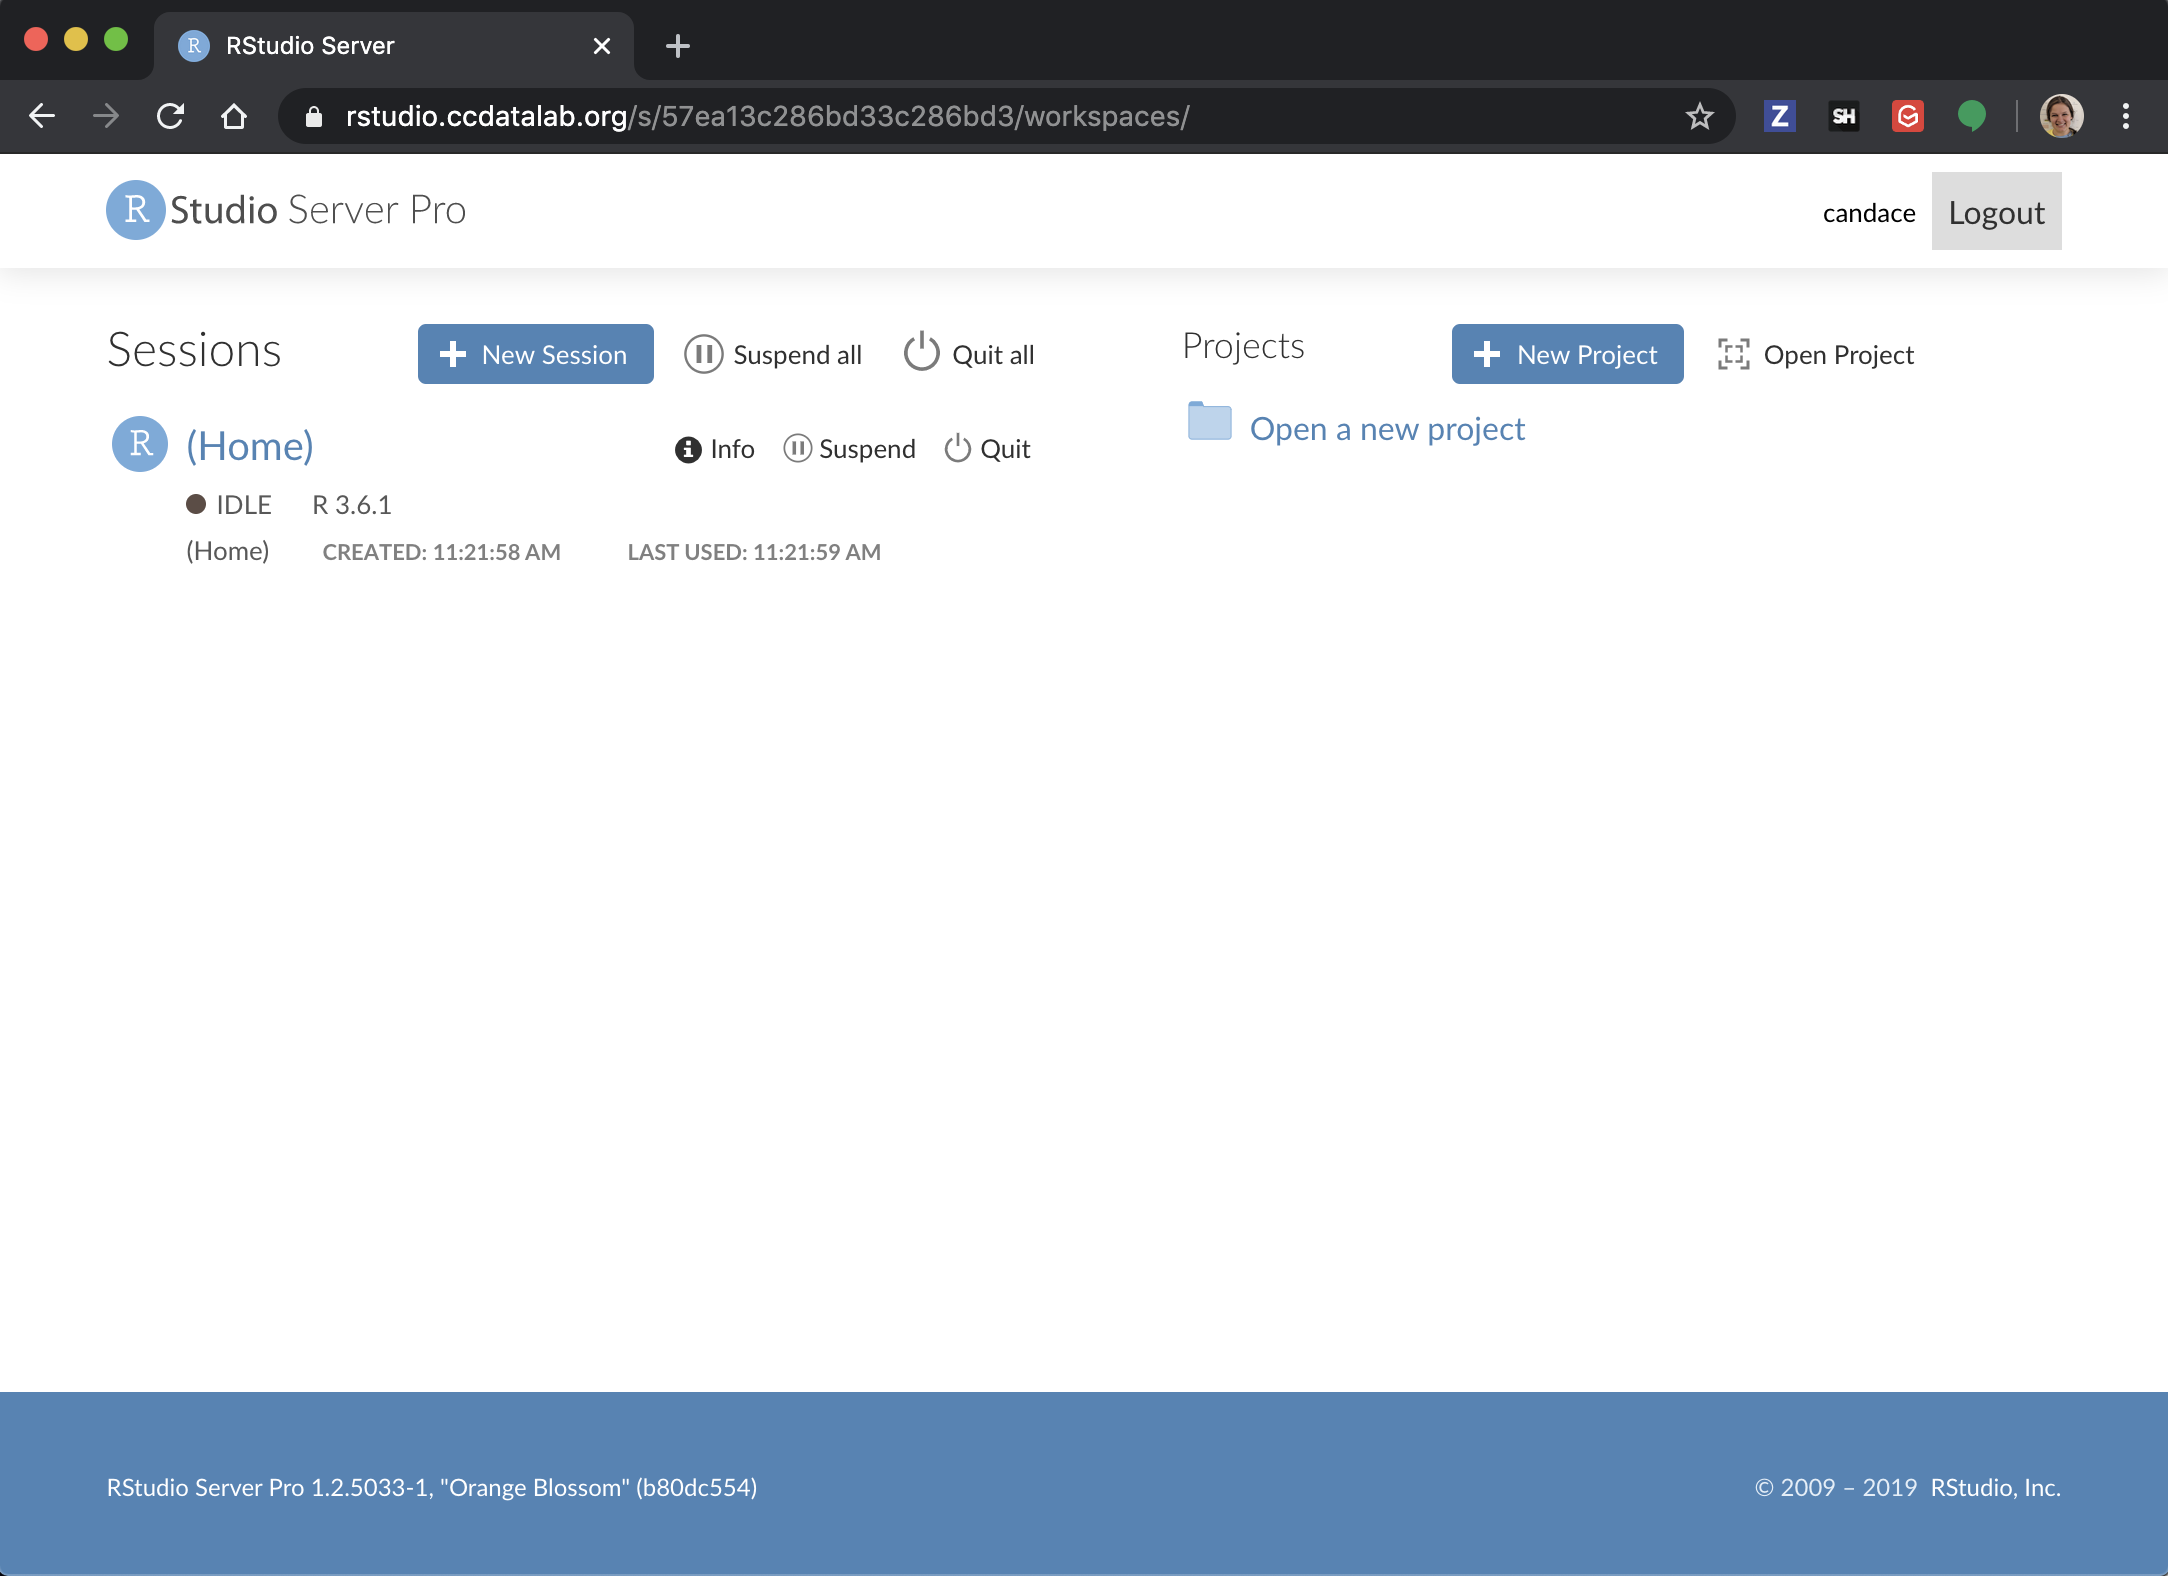 RStudio Server
rstudio.ccdatalab.org/s/57ea13c286bd33c286bd3/workspaces/
Z SH G
R Studio Server Pro
candace Logout
Sessions New Session Suspend all Quit all
Projects New Project Open Project
R (Home) Info Suspend Quit
Open a new project
IDLE R 3.6.1
(Home) CREATED: 11:21:58 AM LAST USED: 11:21:59 AM
RStudio Server Pro 1.2.5033-1, "Orange Blossom" (b80dc554)
© 2009 – 2019 RStudio, Inc.